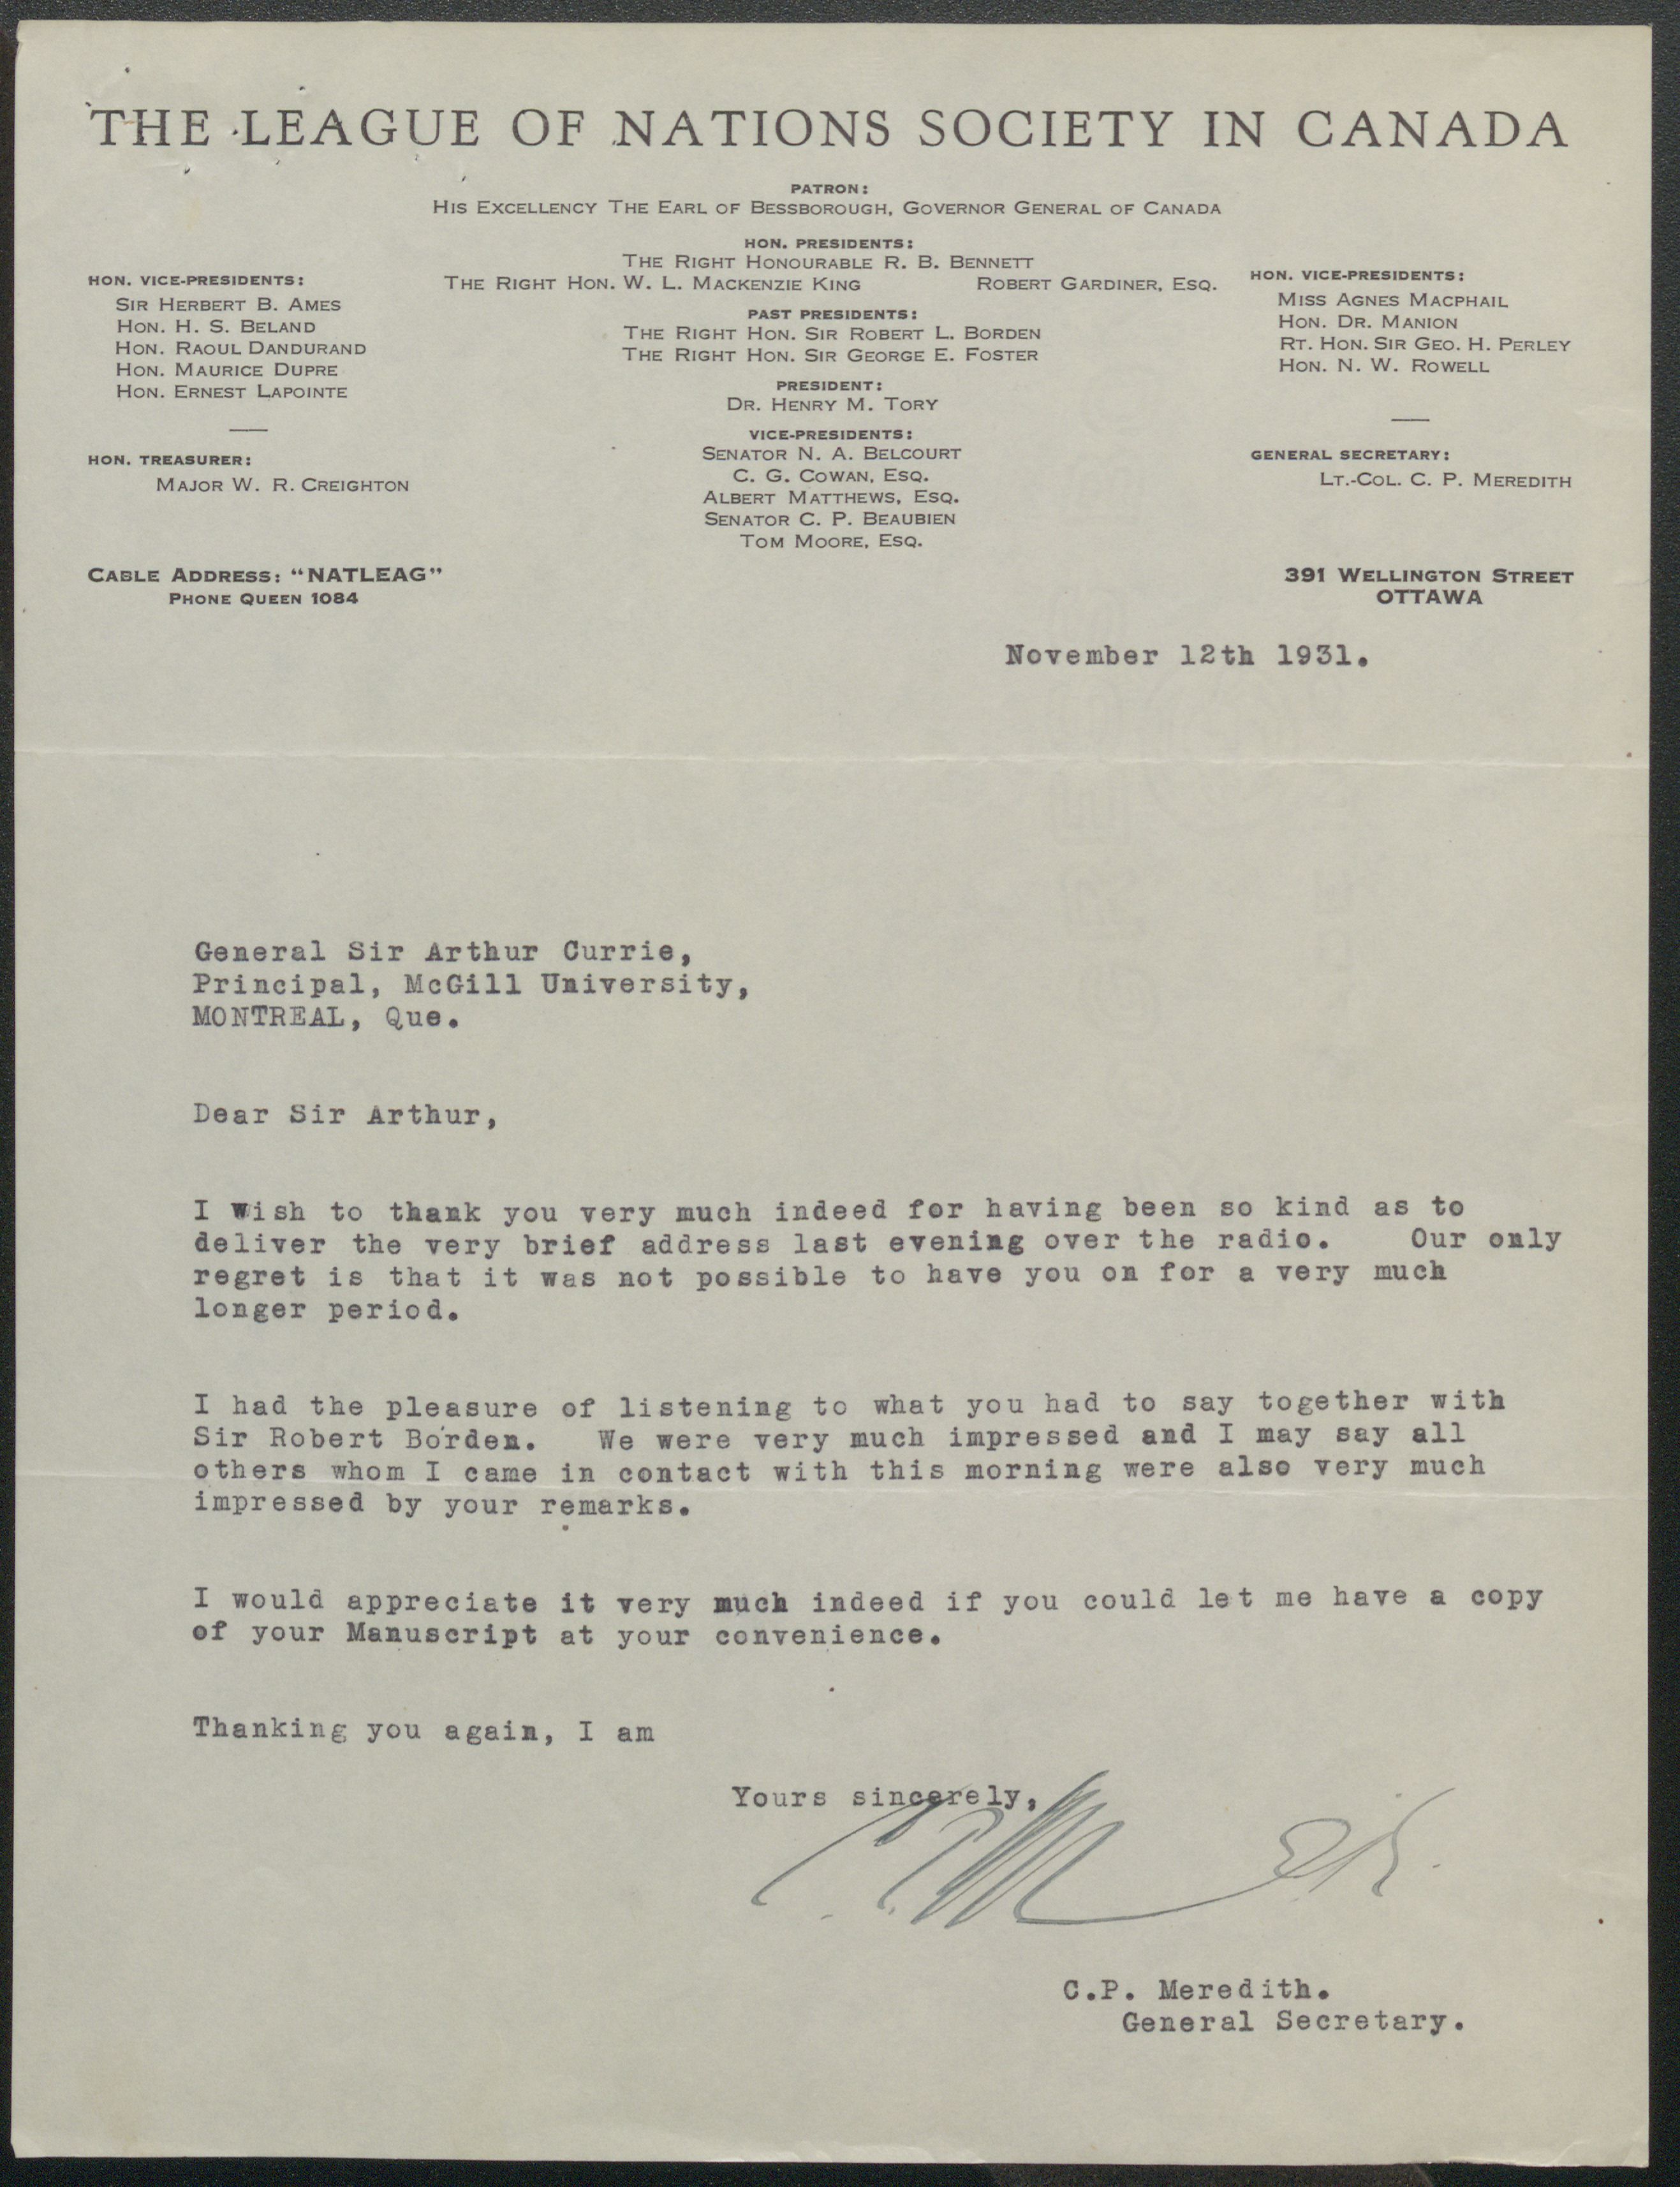 THE LEAGUE OF NATIONS SOCIETY IN CANADA
PATRON:
HIS EXCELLENCY THE EARL OF BESSBOROUGH, GOVERNOR GENERAL OF CANADA
HON. PRESIDENTS:
THE RIGHT HONOURABLE R. B. BENNETT
THE RIGHT HON. W. L. MACKENZIE KING ROBERT GARDINER, ESQ.
PAST PRESIDENTS:
THE RIGHT HON. SIR ROBERT L. BORDEN
THE RIGHT HON. SIR GEORGE E. FOSTER
PRESIDENT:
DR. HENRY M. TORY
VICE-PRESIDENTS:
SENATOR N. A. BELCOURT
C. G. COWAN, ESQ.
ALBERT MATTHEWS, ESQ.
SENATOR C. P. BEAUBIEN
TOM MOORE, ESQ.
HON. VICE-PRESIDENTS:
SIR HERBERT B. AMES
HON. H. S. BELAND
HON. RAOUL DANDURAND
HON. MAURICE DUPRE
HON. ERNEST LAPOINTE
HON. TREASURER:
MAJOR W. R. CREIGHTON
CABLE ADDRESS: "NATLEAG"
PHONE QUEEN 1084
HON. VICE-PRESIDENTS:
MISS AGNES MACPHAIL
HON. DR. MANION
RT. HON. SIR GEO. H. PERLEY
HON. N. W. ROWELL
GENERAL SECRETARY:
LT.-COL. C. P. MEREDITH
391 WELLINGTON STREET
OTTAWA
November 12th 1931.
General Sir Arthur Currie,
Principal, McGill University,
MONTREAL, Que.
Dear Sir Arthur,
I wish to thank you very much indeed for having been so kind as to
deliver the very brief address last evening over the radio. Our only
regret is that it was not possible to have you on for a very much
longer period.
I had the pleasure of listening to what you had to say together with
Sir Robert Borden. We were very much impressed and I may say all
others whom I came in contact with this morning were also very much
impressed by your remarks.
I would appreciate it very much indeed if you could let me have a copy
of your Manuscript at your convenience.
Thanking you again, I am
Yours sincerely,
C.P. Meredith.
General Secretary.